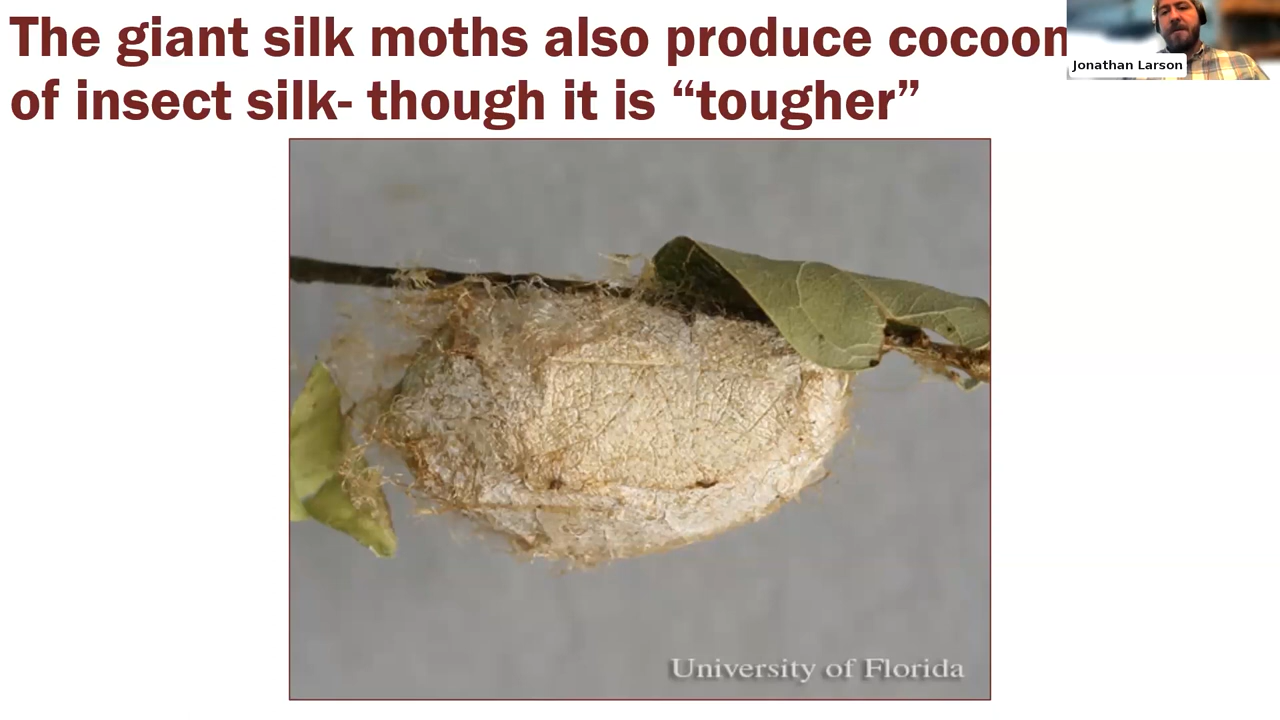 The giant silk moths also produce cocoon
of insect silk- though it is “tougher”
Jonathan Larson
University of Florida